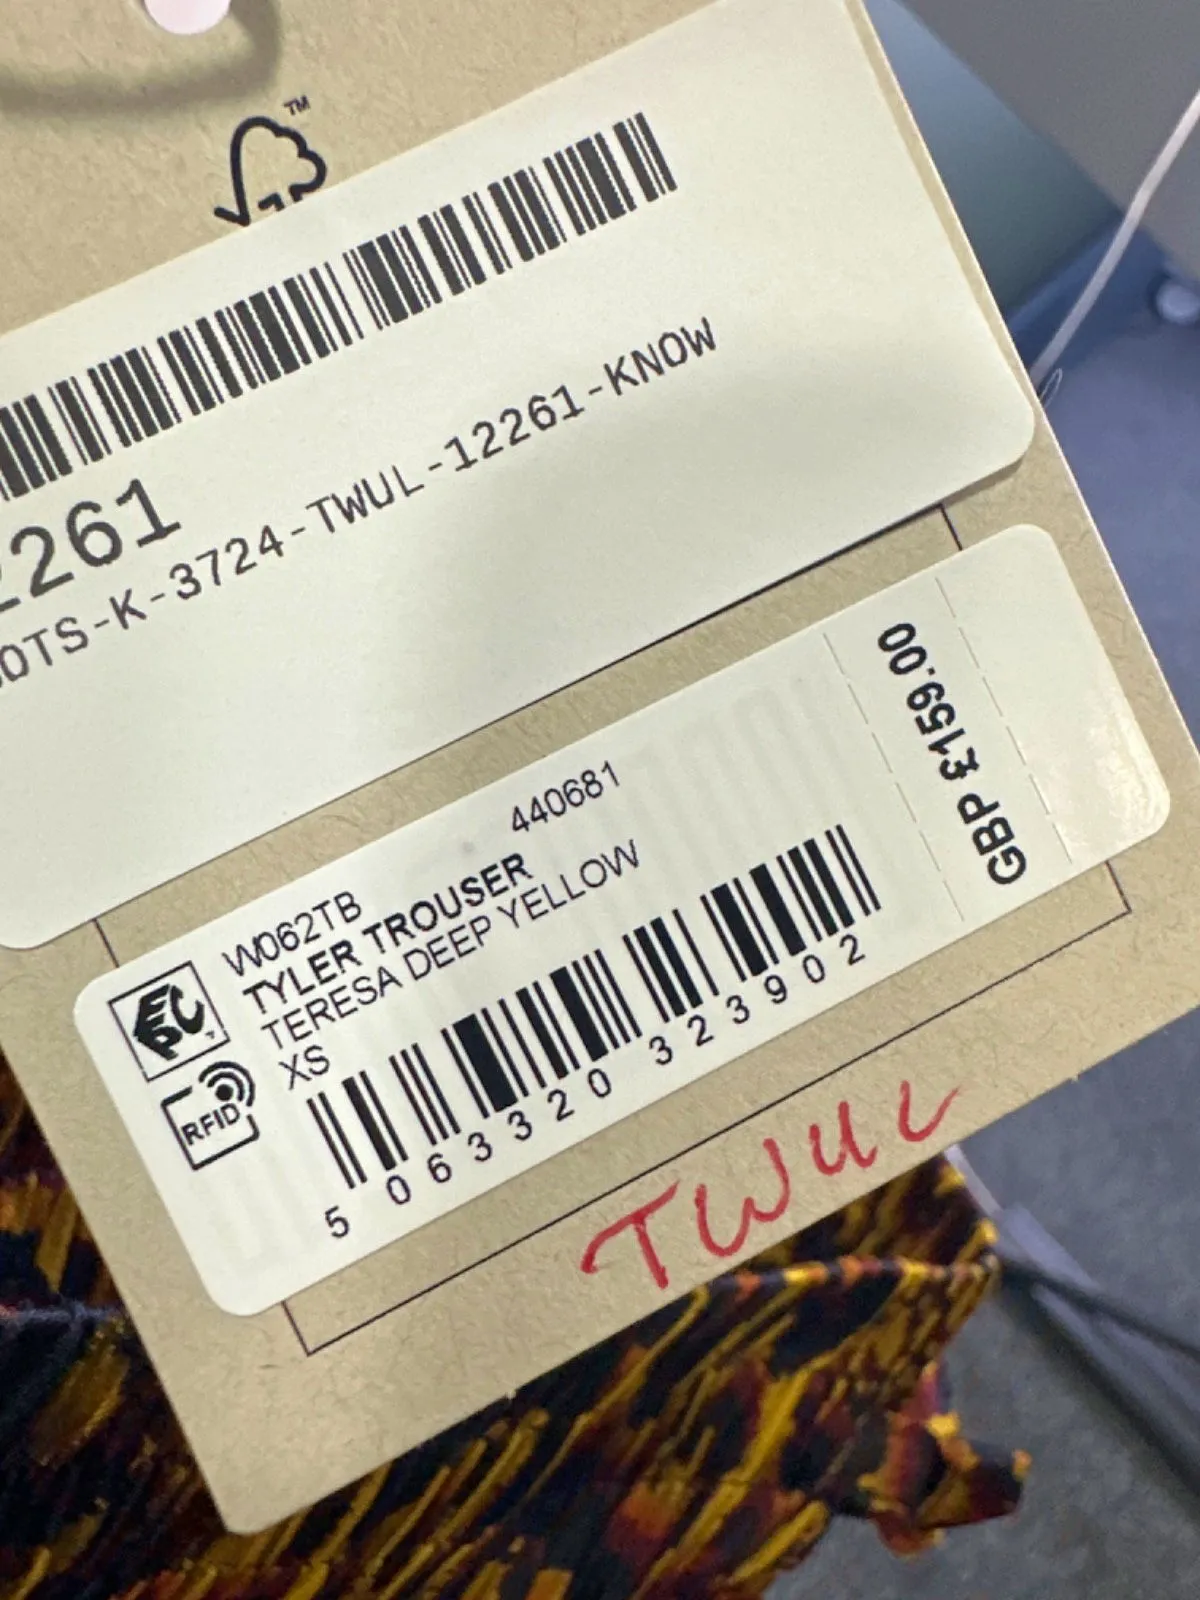 TM
2261
OTS-K-3724-TWUL-12261-KNOW
440681
W062TB
TYLER TROUSER
TERESA DEEP YELLOW
XS
EPC
RFID
5 063320 323902
GBP £159.00
TWUL